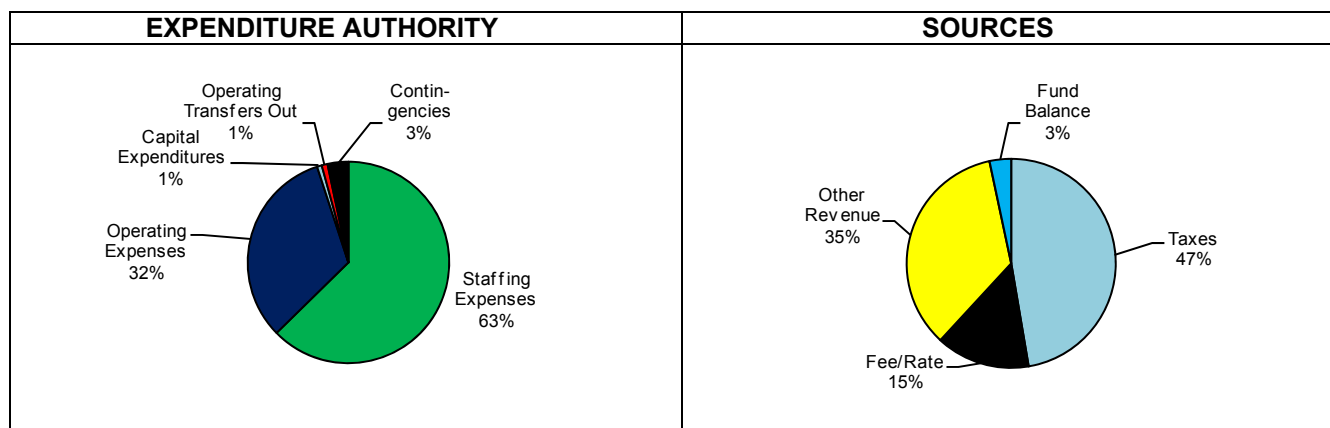 EXPENDITURE AUTHORITY
Operating
Transfers Out
1%
Contin-
gencies
3%
Capital
Expenditures
1%
Operating
Expenses
32%
Staffing
Expenses
63%
SOURCES
Fund
Balance
3%
Other
Revenue
35%
Taxes
47%
Fee/Rate
15%